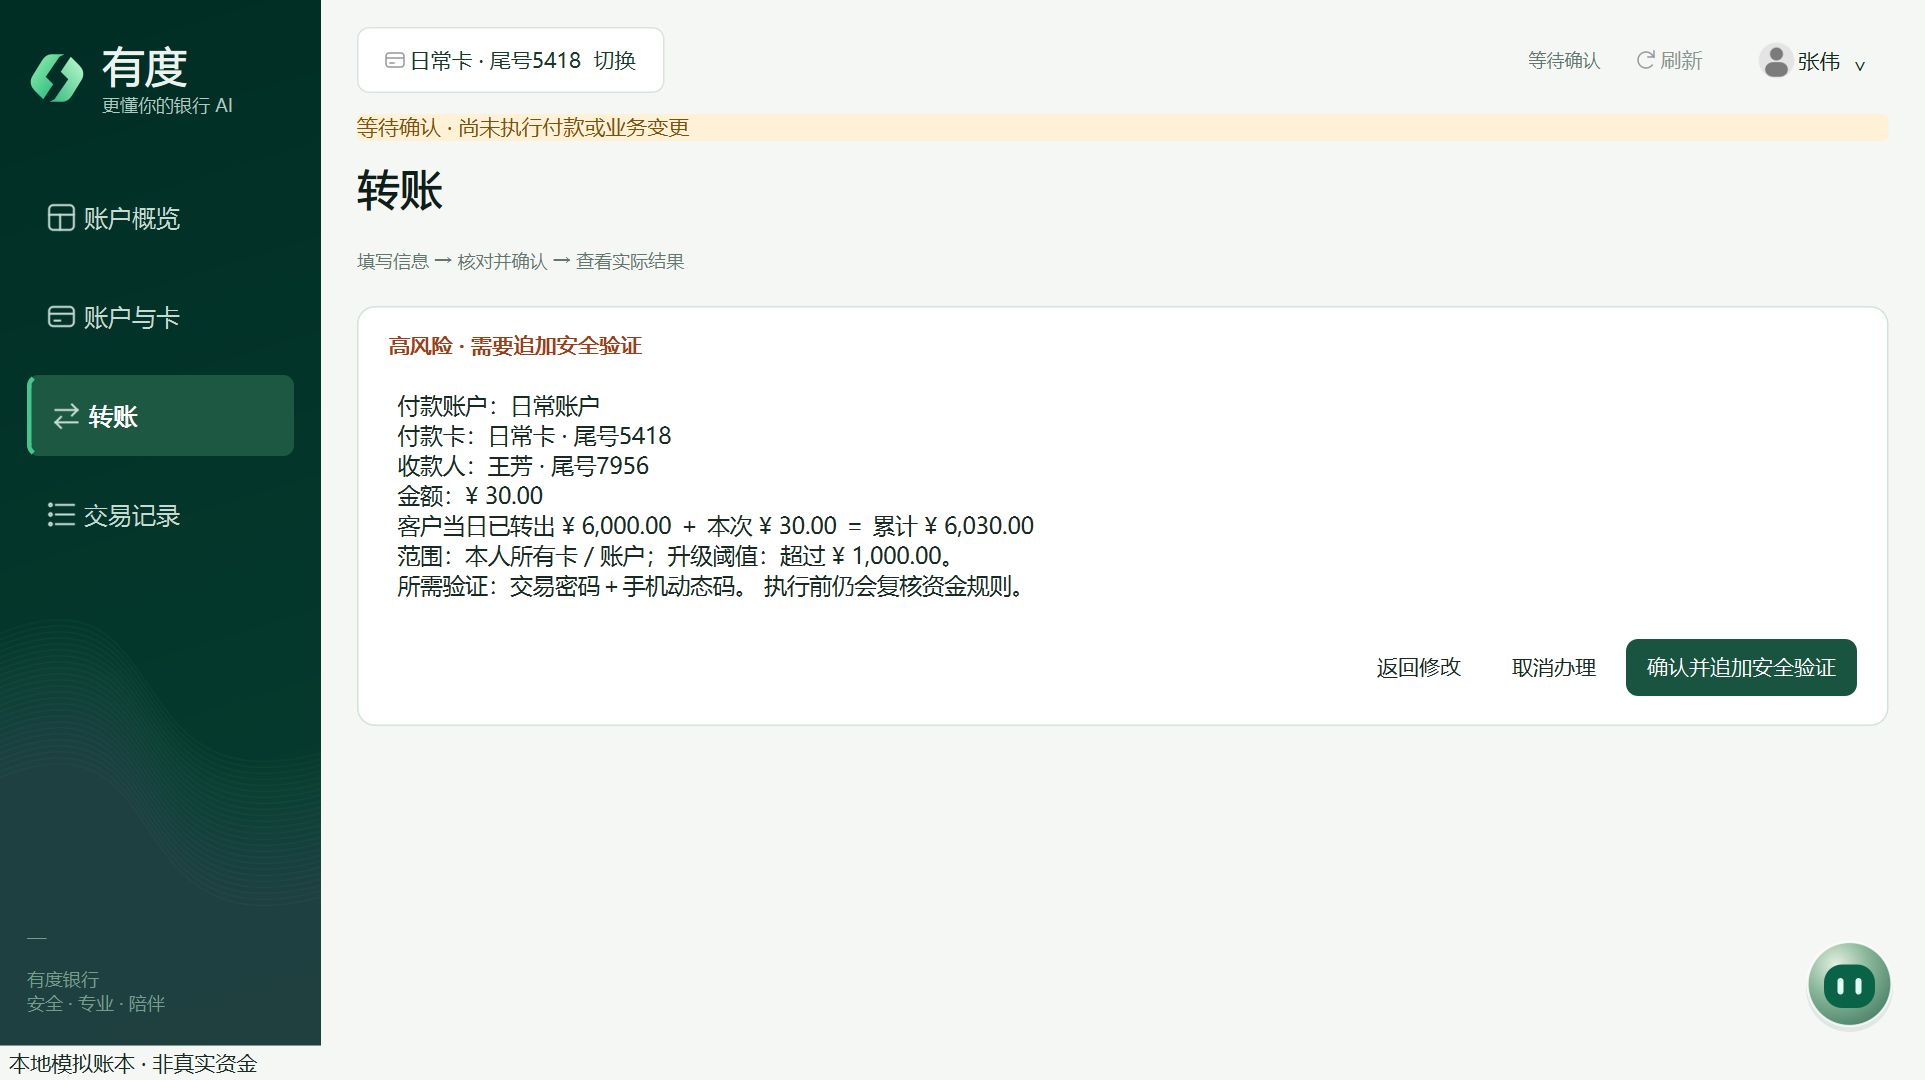 有度
更懂你的银行 AI
账户概览
账户与卡
转账
交易记录
—
有度银行
安全 · 专业 · 陪伴
本地模拟账本 · 非真实资金
日常卡 · 尾号5418 切换
等待确认
刷新
张伟
等待确认 · 尚未执行付款或业务变更
转账
填写信息 → 核对并确认 → 查看实际结果
高风险 · 需要追加安全验证
付款账户：日常账户
付款卡：日常卡 · 尾号5418
收款人：王芳 · 尾号7956
金额：¥ 30.00
客户当日已转出 ¥ 6,000.00 + 本次 ¥ 30.00 = 累计 ¥ 6,030.00
范围：本人所有卡 / 账户；升级阈值：超过 ¥ 1,000.00。
所需验证：交易密码 + 手机动态码。 执行前仍会复核资金规则。
返回修改
取消办理
确认并追加安全验证